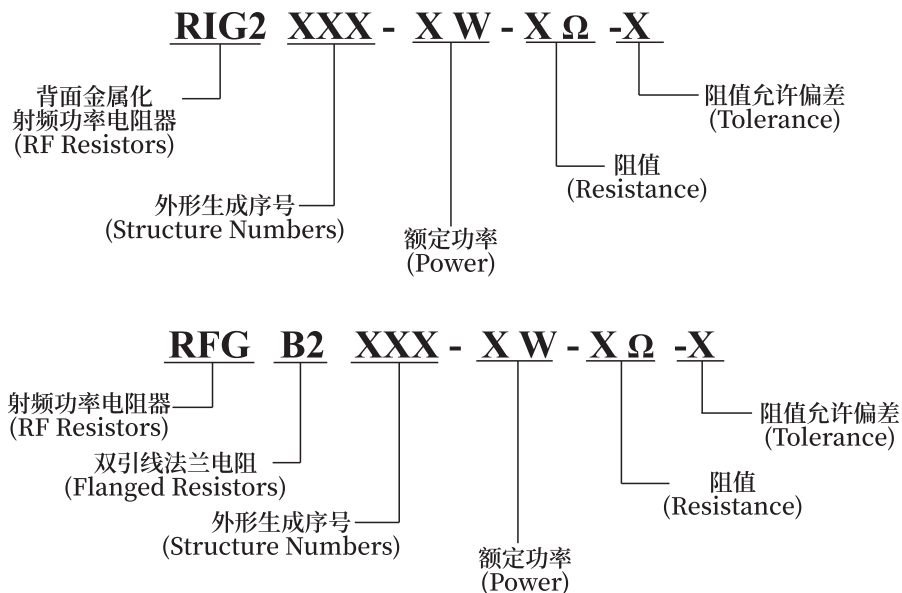 RIG2 XXX - X W - X Ω -X
背面金属化
射频功率电阻器
(RF Resistors)
阻值允许偏差
(Tolerance)
阻值
(Resistance)
外形生成序号
(Structure Numbers)
额定功率
(Power)
RFG B2 XXX - X W - X Ω -X
射频功率电阻器
(RF Resistors)
阻值允许偏差
(Tolerance)
双引线法兰电阻
(Flanged Resistors)
阻值
(Resistance)
外形生成序号
(Structure Numbers)
额定功率
(Power)